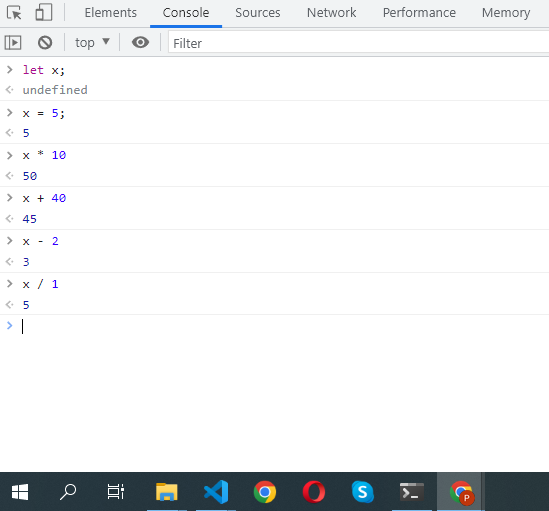 Elements Console Sources Network Performance Memory
top Filter
let x;
undefined
x = 5;
5
x * 10
50
x + 40
45
x - 2
3
x / 1
5
P